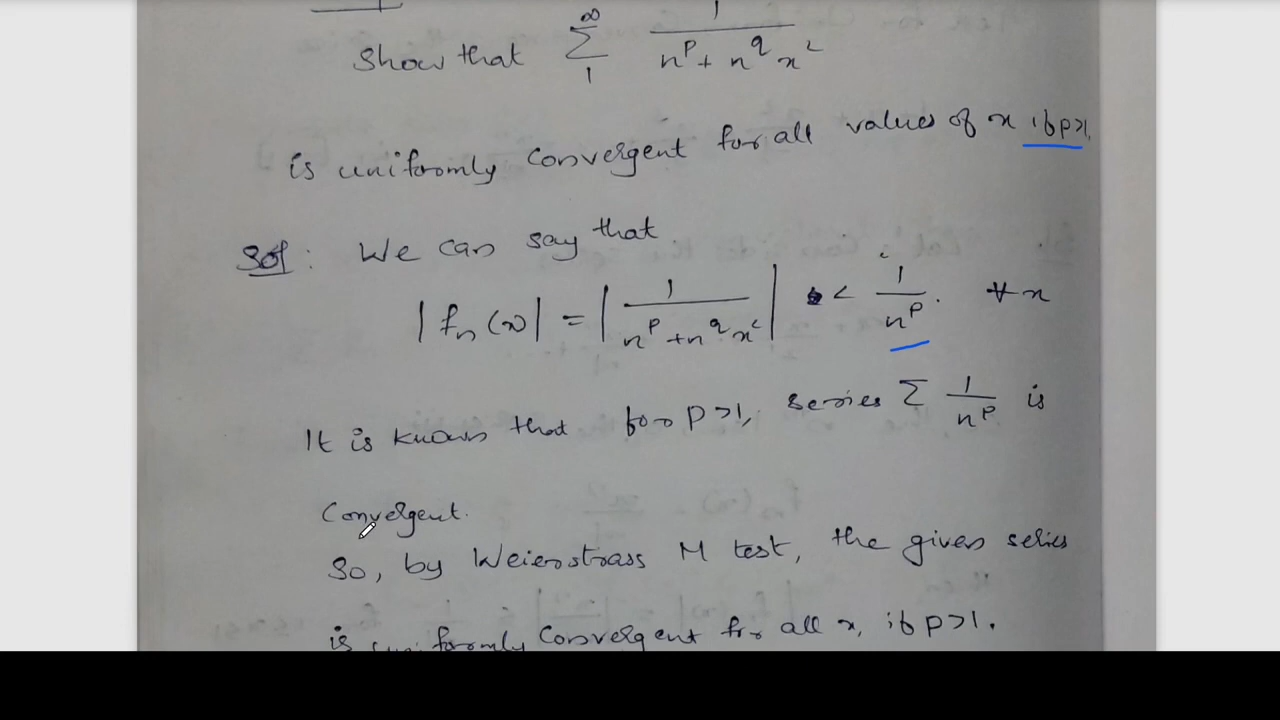 Show that ∑_{1}^{∞} 1/(n^p + n^q x^2)
is uniformly convergent for all values of x if p>1.
Sol: We can say that
|f_n(x)| = |1/(n^p + n^q x^2)| < 1/n^p. ∀ x
It is known that for p>1, series ∑ 1/n^p is
Convergent.
So, by Weierstrass M test, the given series
is uniformly convergent for all x, if p>1.